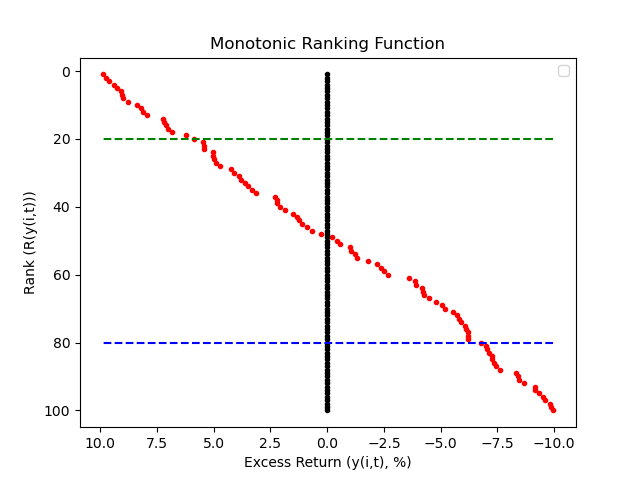 Monotonic Ranking Function
0
20
40
60
80
100
Rank (R(y(i,t)))
10.0 7.5 5.0 2.5 0.0 −2.5 −5.0 −7.5 −10.0
Excess Return (y(i,t), %)